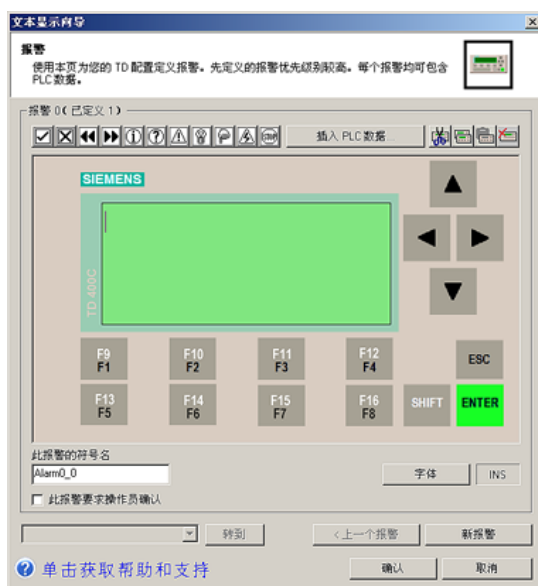 文本显示向导
报警
使用本页为您的 TD 配置定义报警。先定义的报警优先级别较高。每个报警均可包含
PLC 数据。
报警 0( 已定义 1)
插入 PLC 数据...
SIEMENS
TD 400C
F9 F10 F11 F12
F1 F2 F3 F4 ESC
F13 F14 F15 F16
F5 F6 F7 F8 SHIFT ENTER
此报警的符号名
Alarm0_0
字体 INS
此报警要求操作员确认
转到 <上一个报警 新报警
单击获取帮助和支持 确认 取消